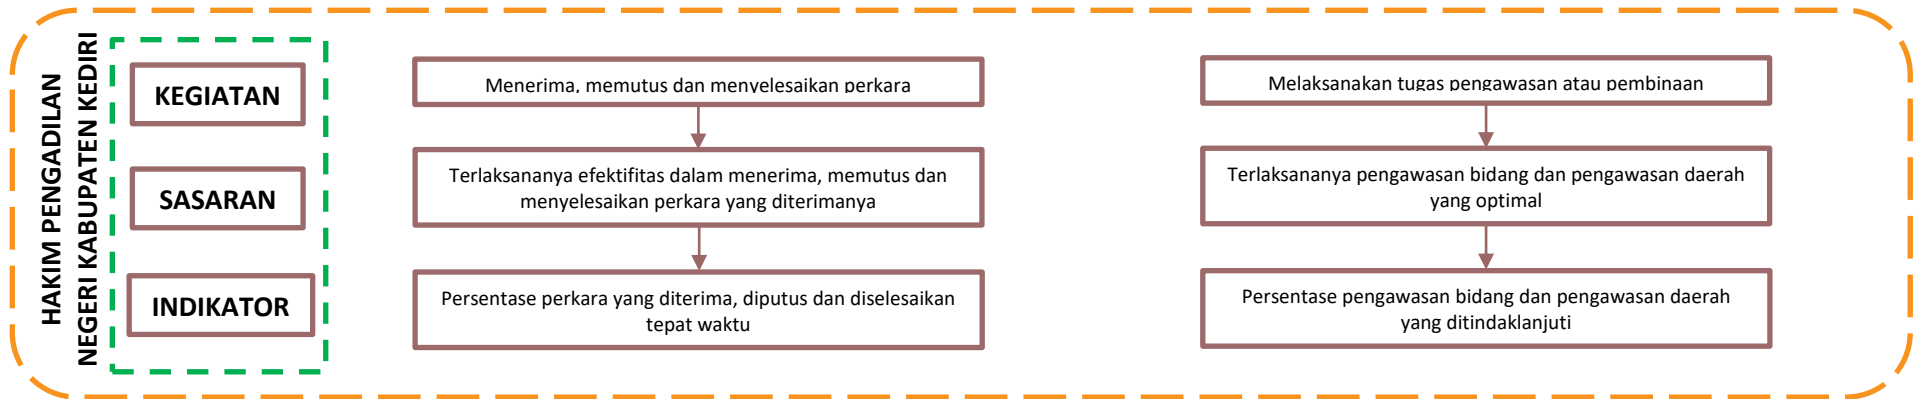 HAKIM PENGADILAN
NEGERI KABUPATEN KEDIRI
KEGIATAN
Menerima, memutus dan menyelesaikan perkara
Melaksanakan tugas pengawasan atau pembinaan
SASARAN
Terlaksananya efektifitas dalam menerima, memutus dan
menyelesaikan perkara yang diterimanya
Terlaksananya pengawasan bidang dan pengawasan daerah
yang optimal
INDIKATOR
Persentase perkara yang diterima, diputus dan diselesaikan
tepat waktu
Persentase pengawasan bidang dan pengawasan daerah
yang ditindaklanjuti